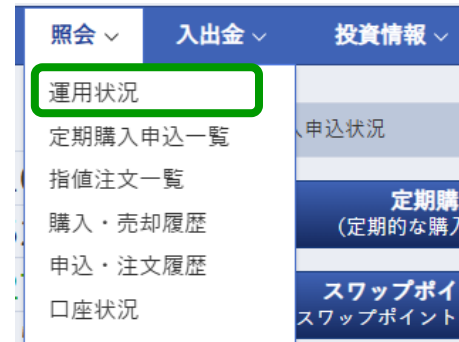 照会 入出金 投資情報
運用状況
定期購入申込一覧
申込状況
指値注文一覧
定期購
購入・売却履歴
(定期的な購入
申込・注文履歴
スワップポイ
口座状況
スワップポイント